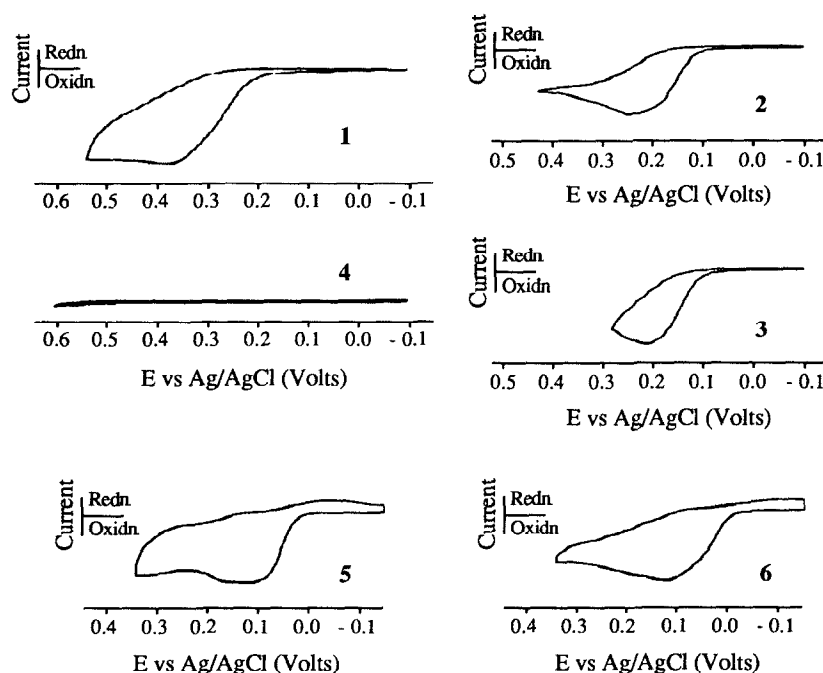 Current
Redn.
Oxidn.
1
0.6 0.5 0.4 0.3 0.2 0.1 0.0 - 0.1
E vs Ag/AgCl (Volts)
Current
Redn.
Oxidn.
2
0.5 0.4 0.3 0.2 0.1 0.0 - 0.1
E vs Ag/AgCl (Volts)
4
0.6 0.5 0.4 0.3 0.2 0.1 0.0 - 0.1
E vs Ag/AgCl (Volts)
Current
Redn.
Oxidn.
3
0.5 0.4 0.3 0.2 0.1 0.0 - 0.1
E vs Ag/AgCl (Volts)
Current
Redn.
Oxidn.
5
0.4 0.3 0.2 0.1 0.0 - 0.1
E vs Ag/AgCl (Volts)
Current
Redn.
Oxidn.
6
0.4 0.3 0.2 0.1 0.0 - 0.1
E vs Ag/AgCl (Volts)